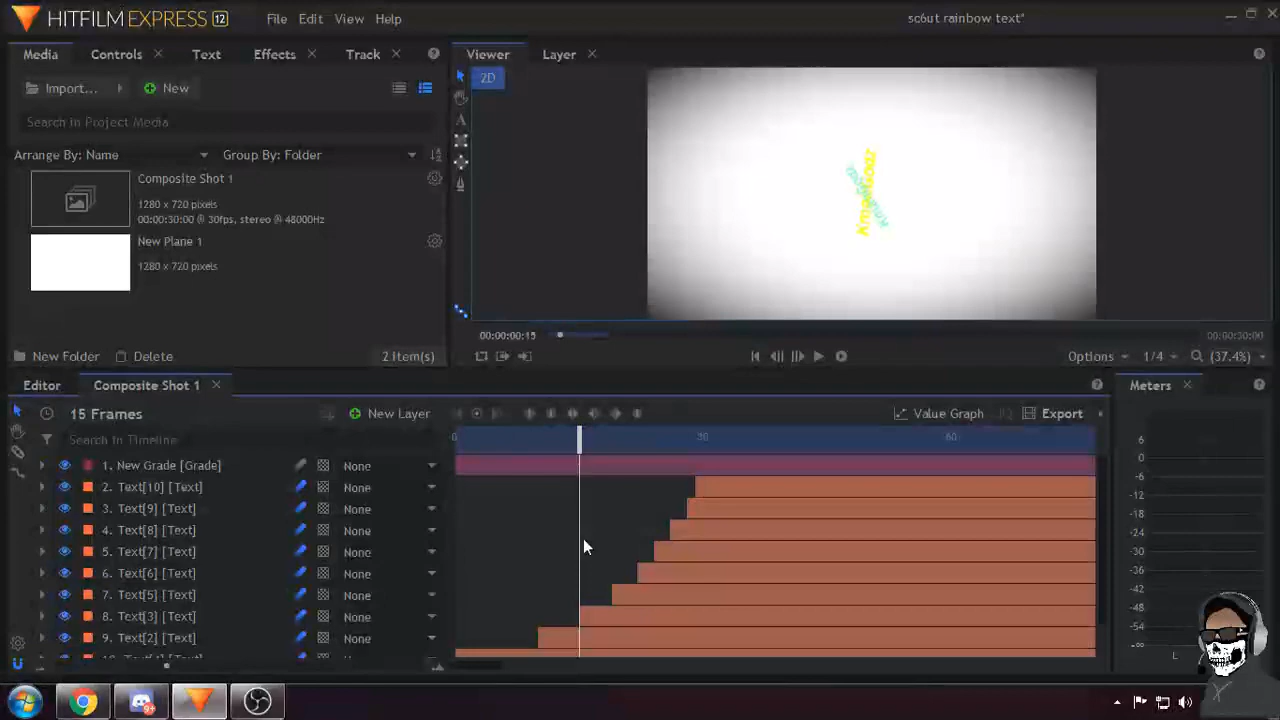 HITFILM EXPRESS 12 File Edit View Help sc6ut rainbow text*
Media Controls Text Effects Track Viewer Layer
2D
Import... New
Search in Project Media
Arrange By: Name Group By: Folder
Composite Shot 1
1280 x 720 pixels
00:00:30:00 @ 30fps, stereo @ 48000Hz
New Plane 1
1280 x 720 pixels
00:00:00:15 00:00:30:00
New Folder Delete 2 Item(s) Options 1/4 (37.4%)
Editor Composite Shot 1 Meters
15 Frames New Layer Value Graph Export
Search in Timeline 0 30 60
1. New Grade [Grade] None
2. Text[10] [Text] None
3. Text[9] [Text] None
4. Text[8] [Text] None
5. Text[7] [Text] None
6. Text[6] [Text] None
7. Text[5] [Text] None
8. Text[3] [Text] None
9. Text[2] [Text] None
6
0
-6
-12
-18
-24
-30
-36
-42
-48
-54
L
9+